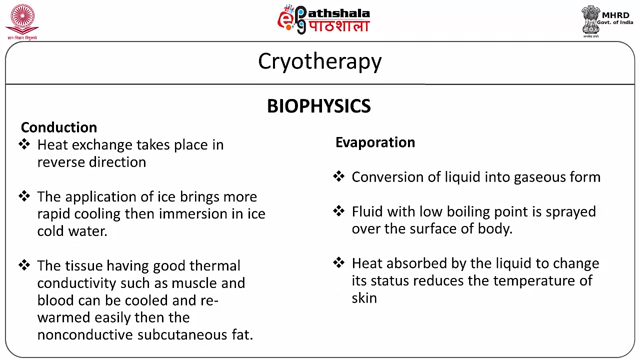 Pathshala
पाठशाला
MHRD
Govt. of India
Cryotherapy
BIOPHYSICS
Conduction
❖ Heat exchange takes place in
reverse direction
❖ The application of ice brings more
rapid cooling then immersion in ice
cold water.
❖ The tissue having good thermal
conductivity such as muscle and
blood can be cooled and re-
warmed easily then the
nonconductive subcutaneous fat.
Evaporation
❖ Conversion of liquid into gaseous form
❖ Fluid with low boiling point is sprayed
over the surface of body.
❖ Heat absorbed by the liquid to change
its status reduces the temperature of
skin